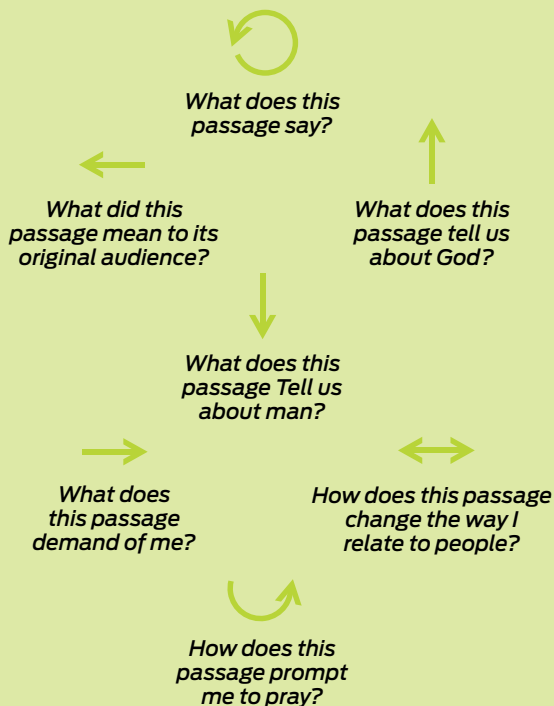 What does this
passage say?
What did this
passage mean to its
original audience?
What does this
passage tell us
about God?
What does this
passage Tell us
about man?
What does
this passage
demand of me?
How does this passage
change the way I
relate to people?
How does this
passage prompt
me to pray?